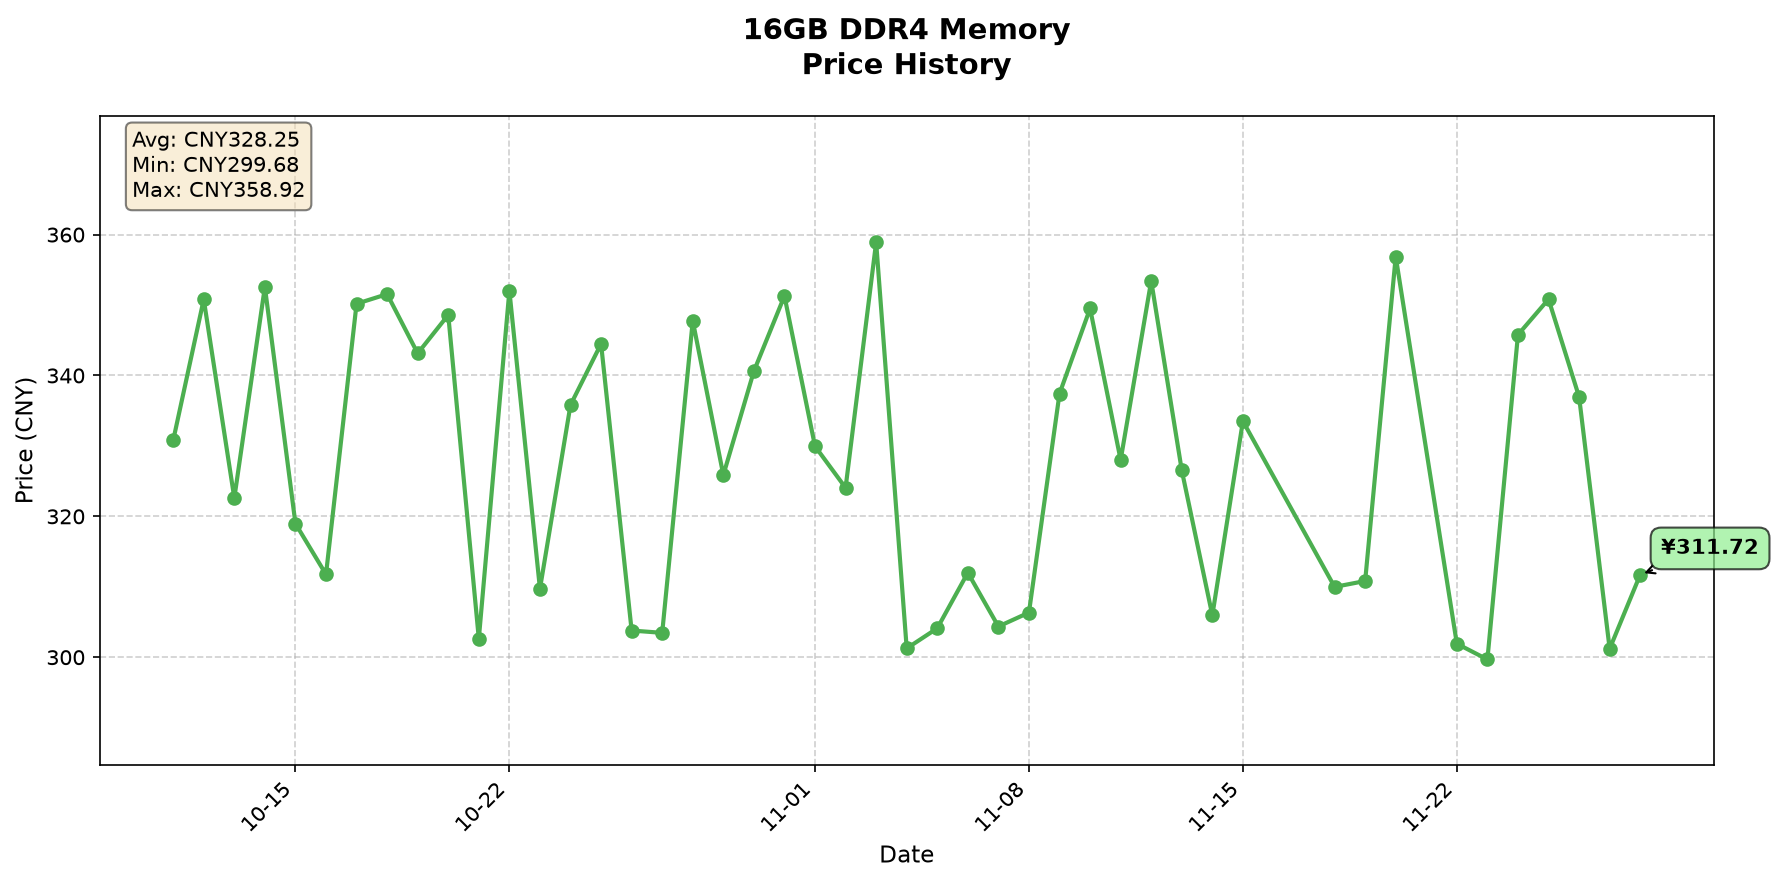 16GB DDR4 Memory
Price History
Avg: CNY328.25
Min: CNY299.68
Max: CNY358.92
Price (CNY)
360
340
320
300
¥311.72
10-15
10-22
11-01
11-08
11-15
11-22
Date